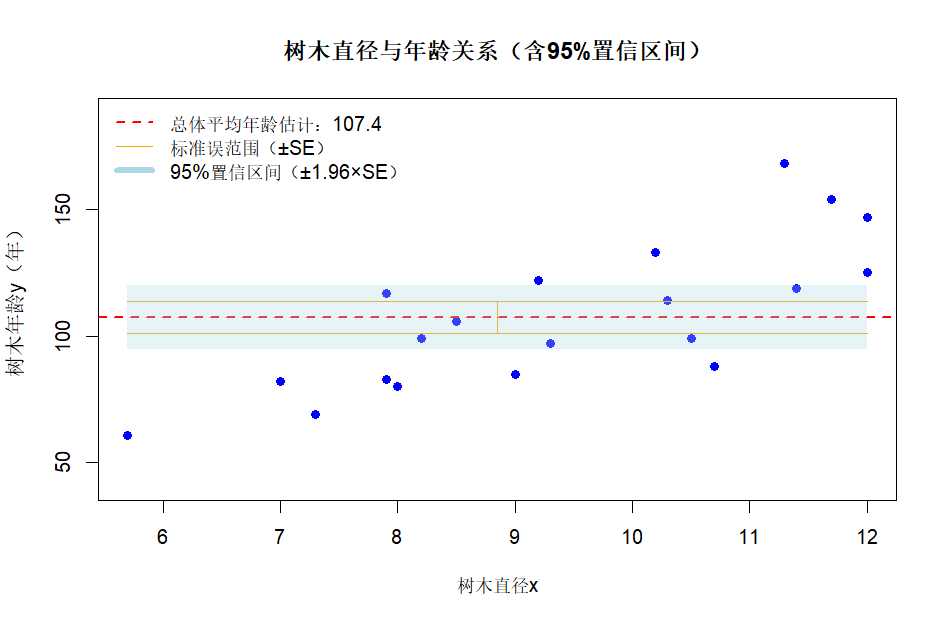 树木直径与年龄关系（含95%置信区间）
总体平均年龄估计：107.4
标准误范围（±SE）
95%置信区间（±1.96×SE）
150
100
50
树木年龄y（年）
6 7 8 9 10 11 12
树木直径x